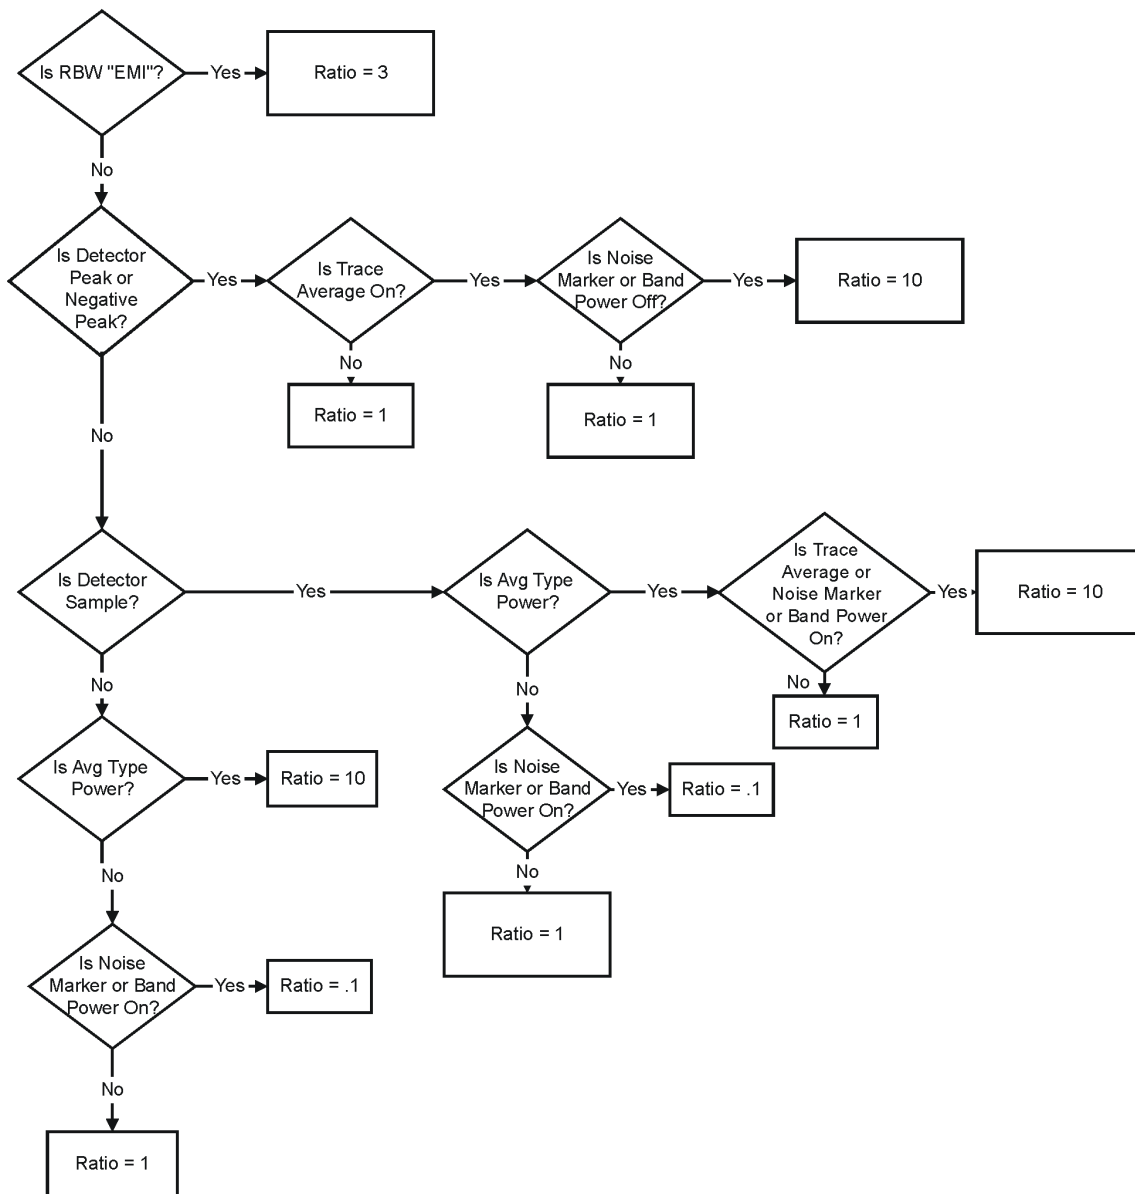 Is RBW "EMI"?
Yes
Ratio = 3
No
Is Detector
Peak or
Negative
Peak?
Yes
Is Trace
Average On?
Yes
Is Noise
Marker or Band
Power Off?
Yes
Ratio = 10
No
Ratio = 1
No
Ratio = 1
No
Is Detector
Sample?
Yes
Is Avg Type
Power?
Yes
Is Trace
Average or
Noise Marker
or Band Power
On?
Yes
Ratio = 10
No
Ratio = 1
No
Is Noise
Marker or Band
Power On?
Yes
Ratio = .1
No
Ratio = 1
No
Is Avg Type
Power?
Yes
Ratio = 10
No
Is Noise
Marker or Band
Power On?
Yes
Ratio = .1
No
Ratio = 1